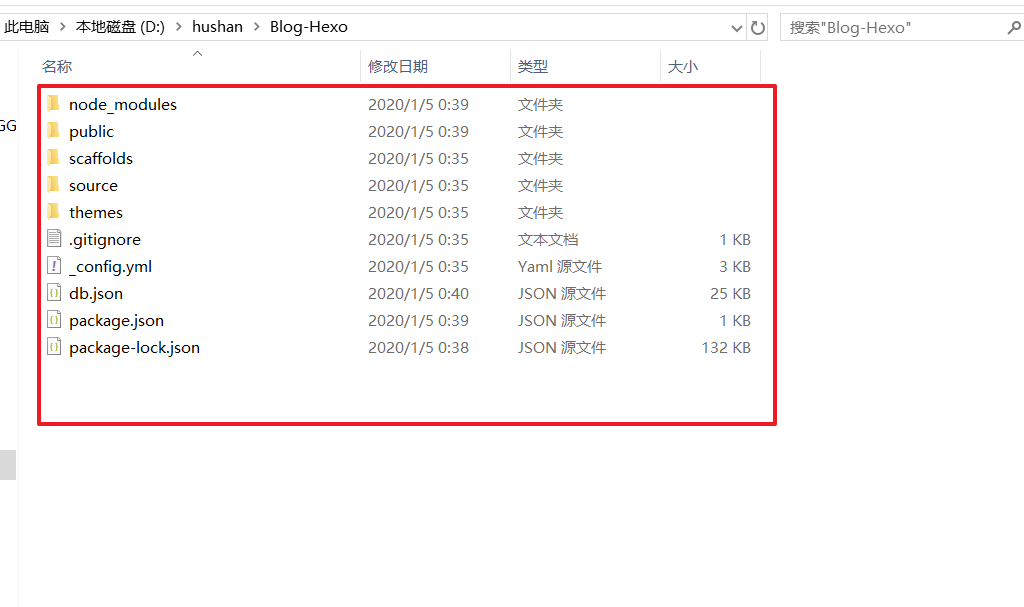 此电脑 > 本地磁盘 (D:) > hushan > Blog-Hexo
搜索"Blog-Hexo"
名称 修改日期 类型 大小
node_modules 2020/1/5 0:39 文件夹
GG
public 2020/1/5 0:39 文件夹
scaffolds 2020/1/5 0:35 文件夹
source 2020/1/5 0:35 文件夹
themes 2020/1/5 0:35 文件夹
.gitignore 2020/1/5 0:35 文本文档 1 KB
_config.yml 2020/1/5 0:35 Yaml 源文件 3 KB
db.json 2020/1/5 0:40 JSON 源文件 25 KB
package.json 2020/1/5 0:39 JSON 源文件 1 KB
package-lock.json 2020/1/5 0:38 JSON 源文件 132 KB